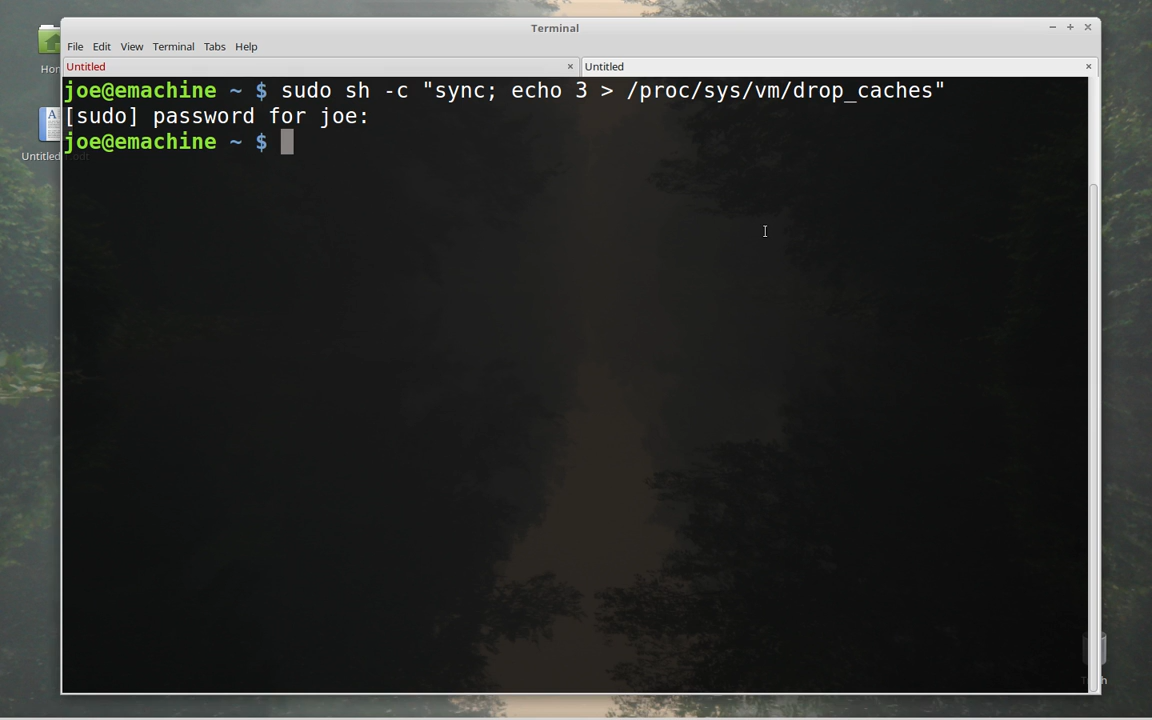 Terminal
File Edit View Terminal Tabs Help
Untitled
Untitled
joe@emachine ~ $ sudo sh -c "sync; echo 3 > /proc/sys/vm/drop_caches"
[sudo] password for joe:
joe@emachine ~ $